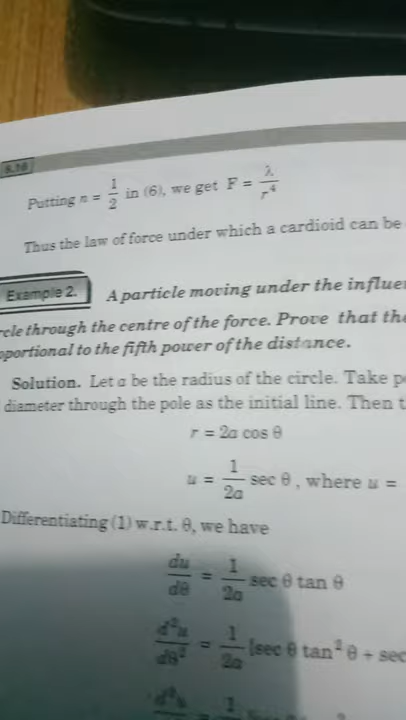 5.16
Putting n = 1/2 in (6), we get F = λ/r⁴
Thus the law of force under which a cardioid can be
Example 2. A particle moving under the influe
rcle through the centre of the force. Prove that the
oportional to the fifth power of the distance.
Solution. Let a be the radius of the circle. Take p
diameter through the pole as the initial line. Then t
r = 2a cos θ
u = 1/2a sec θ, where u =
Differentiating (1) w.r.t. θ, we have
du/dθ = 1/2a sec θ tan θ
d²u/dθ² = 1/2a [sec θ tan² θ + sec